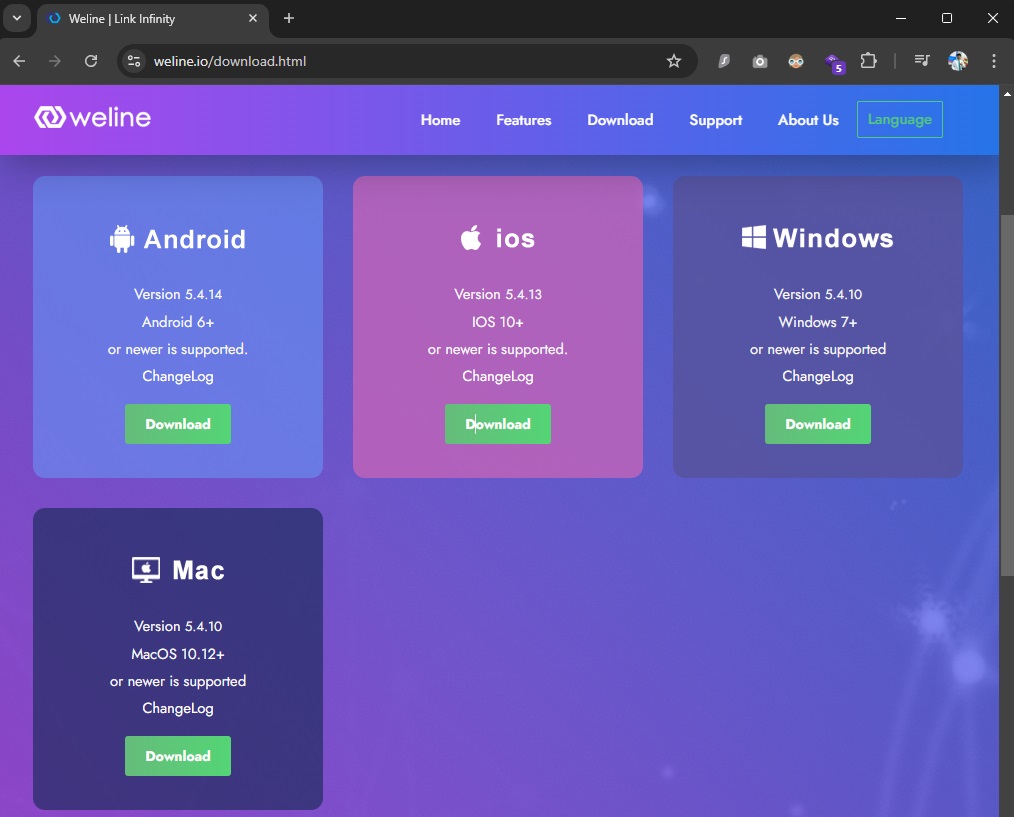 Weline | Link Infinity
weline.io/download.html
5
weline
Home Features Download Support About Us Language
Android
Version 5.4.14
Android 6+
or newer is supported.
ChangeLog
Download
ios
Version 5.4.13
IOS 10+
or newer is supported.
ChangeLog
Download
Windows
Version 5.4.10
Windows 7+
or newer is supported
ChangeLog
Download
Mac
Version 5.4.10
MacOS 10.12+
or newer is supported
ChangeLog
Download